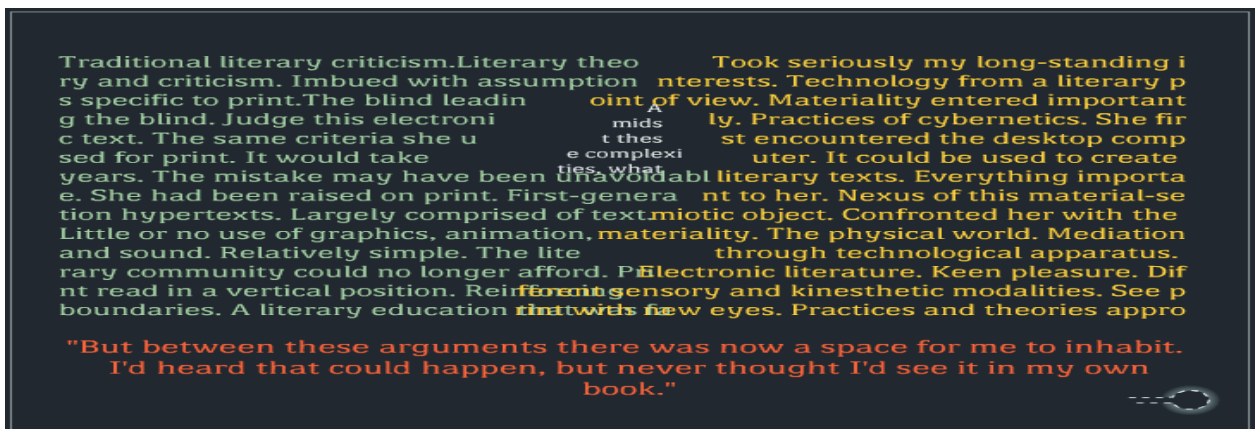 Traditional literary criticism.Literary theo
ry and criticism. Imbued with assumption
s specific to print.The blind leadin
g the blind. Judge this electroni
c text. The same criteria she u
sed for print. It would take
years. The mistake may have been unavoidabl
e. She had been raised on print. First-genera
tion hypertexts. Largely comprised of text.
Little or no use of graphics, animation,
and sound. Relatively simple. The lite
rary community could no longer afford.
nt read in a vertical position. Reinforcing
boundaries. A literary education
A
mids
t thes
e complexi
ties, what
Took seriously my long-standing i
nterests. Technology from a literary p
oint of view. Materiality entered important
ly. Practices of cybernetics. She fir
st encountered the desktop comp
uter. It could be used to create
literary texts. Everything importa
nt to her. Nexus of this material-se
miotic object. Confronted her with the
materiality. The physical world. Mediation
through technological apparatus.
Electronic literature. Keen pleasure. Dif
sensory and kinesthetic modalities. See p
with new eyes. Practices and theories appro
"But between these arguments there was now a space for me to inhabit.
I'd heard that could happen, but never thought I'd see it in my own
book."